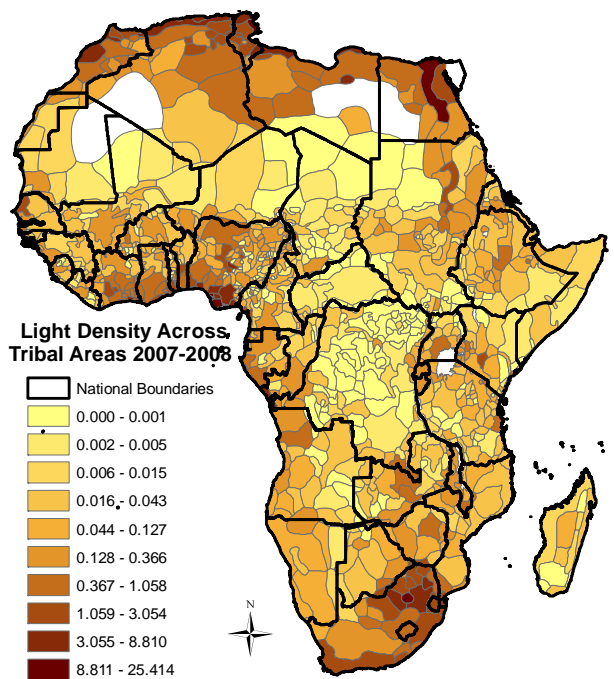 Light Density Across
Tribal Areas 2007-2008
National Boundaries
0.000 - 0.001
0.002 - 0.005
0.006 - 0.015
0.016 - 0.043
0.044 - 0.127
0.128 - 0.366
0.367 - 1.058
1.059 - 3.054
3.055 - 8.810
8.811 - 25.414
N